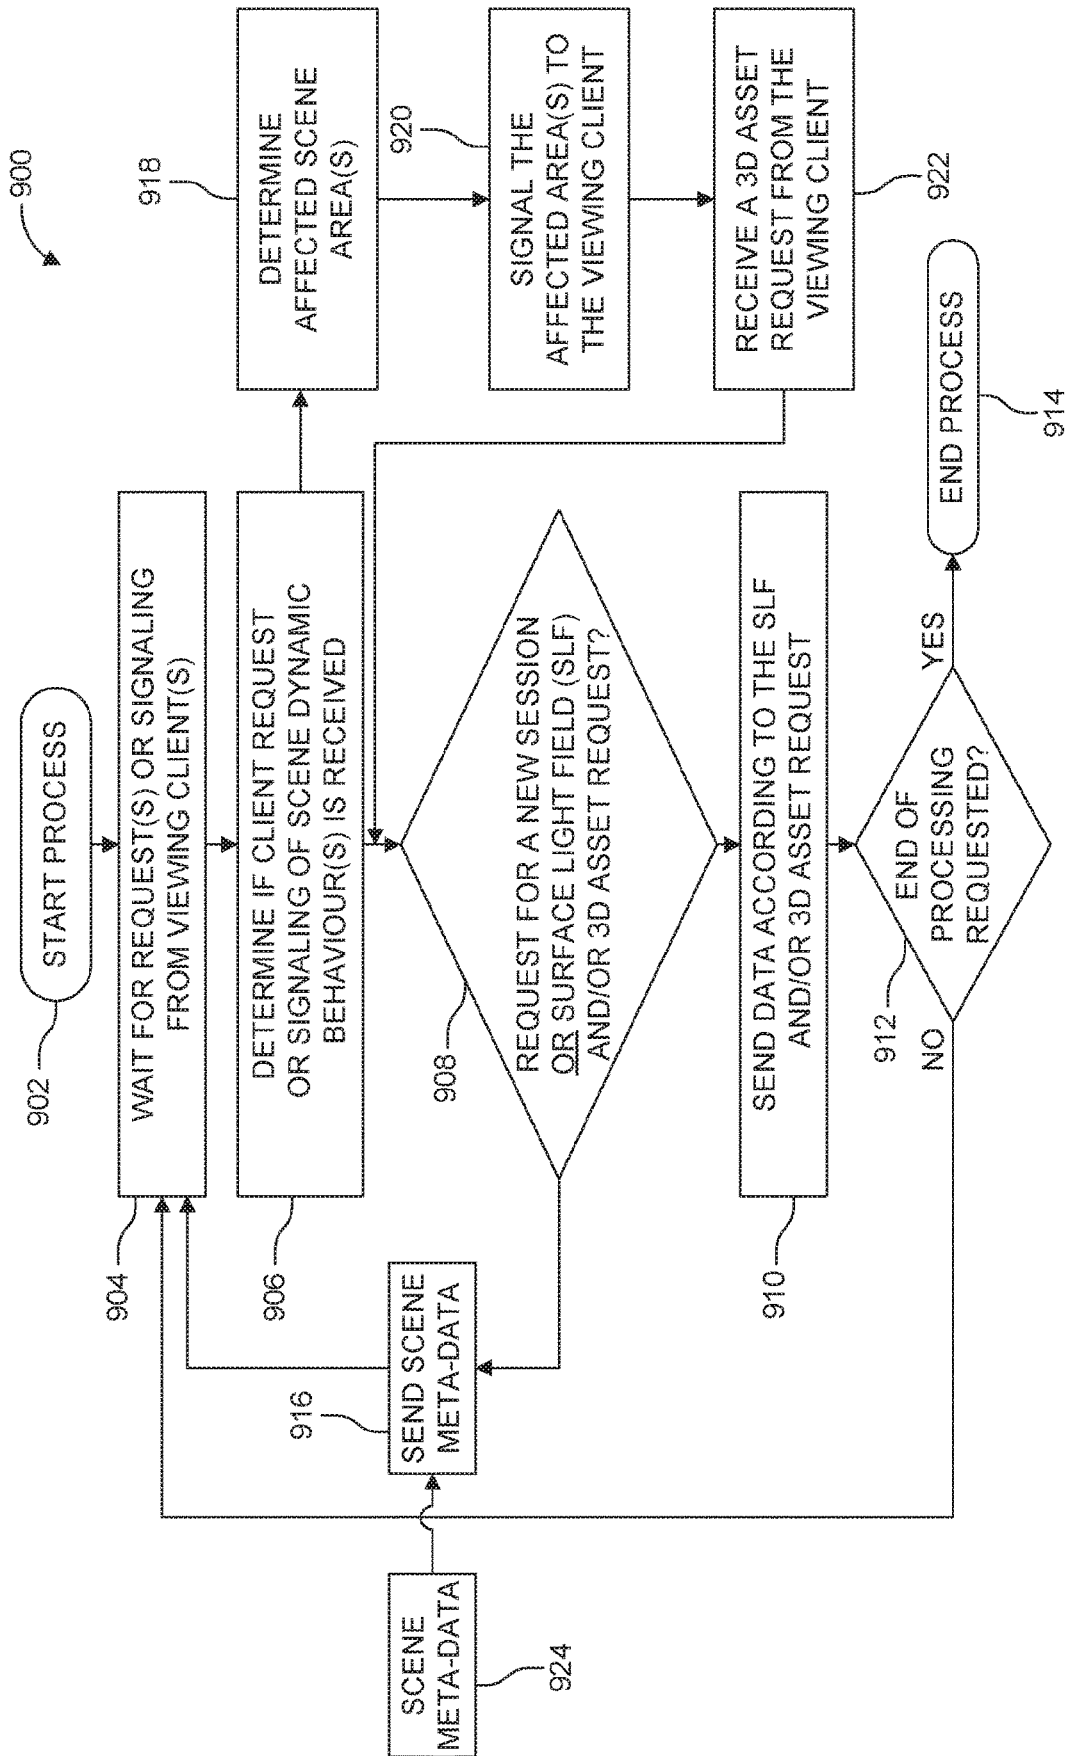 900
START PROCESS
902
WAIT FOR REQUEST(S) OR SIGNALING
FROM VIEWING CLIENT(S)
904
DETERMINE IF CLIENT REQUEST
OR SIGNALING OF SCENE DYNAMIC
BEHAVIOUR(S) IS RECEIVED
906
DETERMINE
AFFECTED SCENE
AREA(S)
918
SIGNAL THE
AFFECTED AREA(S) TO
THE VIEWING CLIENT
920
RECEIVE A 3D ASSET
REQUEST FROM THE
VIEWING CLIENT
922
REQUEST FOR A NEW SESSION
OR SURFACE LIGHT FIELD (SLF)
AND/OR 3D ASSET REQUEST?
908
SEND SCENE
META-DATA
916
SCENE
META-DATA
924
SEND DATA ACCORDING TO THE SLF
AND/OR 3D ASSET REQUEST
910
END OF
PROCESSING
REQUESTED?
912
NO
YES
END PROCESS
914